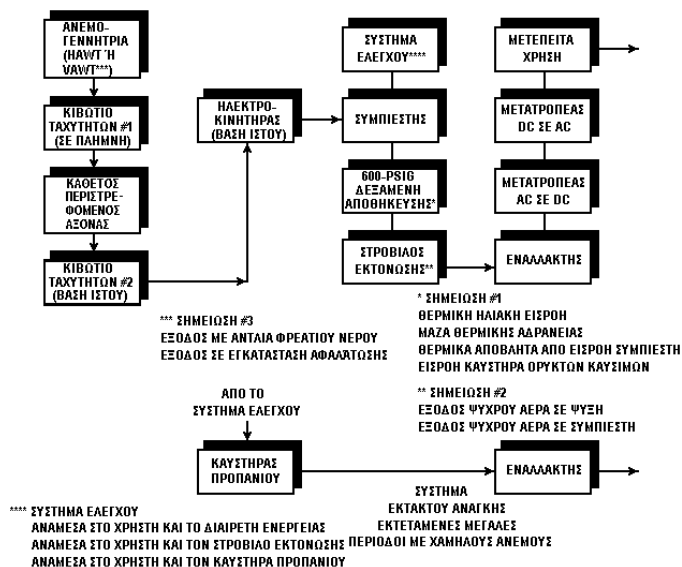 ΑΝΕΜΟ-
ΓΕΝΝΗΤΡΙΑ
(HAWT Ή
VAWT***)
ΚΙΒΩΤΙΟ
ΤΑΧΥΤΗΤΩΝ #1
(ΣΕ ΠΛΗΜΝΗ)
ΚΑΘΕΤΟΣ
ΠΕΡΙΣΤΡΕ-
ΦΟΜΕΝΟΣ
ΑΞΟΝΑΣ
ΚΙΒΩΤΙΟ
ΤΑΧΥΤΗΤΩΝ #2
(ΒΑΣΗ ΙΣΤΟΥ)
ΗΛΕΚΤΡΟ-
ΚΙΝΗΤΗΡΑΣ
(ΒΑΣΗ ΙΣΤΟΥ)
ΣΥΣΤΗΜΑ
ΕΛΕΓΧΟΥ****
ΣΥΜΠΙΕΣΤΗΣ
600-PSIG
ΔΕΞΑΜΕΝΗ
ΑΠΟΘΗΚΕΥΣΗΣ*
ΣΤΡΟΒΙΛΟΣ
ΕΚΤΟΝΩΣΗΣ**
ΜΕΤΕΠΕΙΤΑ
ΧΡΗΣΗ
ΜΕΤΑΤΡΟΠΕΑΣ
DC ΣΕ AC
ΜΕΤΑΤΡΟΠΕΑΣ
AC ΣΕ DC
ΕΝΑΛΛΑΚΤΗΣ
*** ΣΗΜΕΙΩΣΗ #3
ΕΞΟΔΟΣ ΜΕ ΑΝΤΛΙΑ ΦΡΕΑΤΙΟΥ ΝΕΡΟΥ
ΕΞΟΔΟΣ ΣΕ ΕΓΚΑΤΑΣΤΑΣΗ ΑΦΑΛΑΤΩΣΗΣ
* ΣΗΜΕΙΩΣΗ #1
ΘΕΡΜΙΚΗ ΗΛΙΑΚΗ ΕΙΣΡΟΗ
ΜΑΖΑ ΘΕΡΜΙΚΗΣ ΑΔΡΑΝΕΙΑΣ
ΘΕΡΜΙΚΑ ΑΠΟΒΛΗΤΑ ΑΠΟ ΕΙΣΡΟΗ ΣΥΜΠΙΕΣΤΗ
ΕΙΣΡΟΗ ΚΑΥΣΤΗΡΑ ΟΡΥΚΤΩΝ ΚΑΥΣΙΜΩΝ
** ΣΗΜΕΙΩΣΗ #2
ΕΞΟΔΟΣ ΨΥΧΡΟΥ ΑΕΡΑ ΣΕ ΨΥΞΗ
ΕΞΟΔΟΣ ΨΥΧΡΟΥ ΑΕΡΑ ΣΕ ΣΥΜΠΙΕΣΤΗ
ΑΠΟ ΤΟ
ΣΥΣΤΗΜΑ ΕΛΕΓΧΟΥ
ΚΑΥΣΤΗΡΑΣ
ΠΡΟΠΑΝΙΟΥ
ΕΝΑΛΛΑΚΤΗΣ
ΣΥΣΤΗΜΑ
ΕΚΤΑΚΤΟΥ ΑΝΑΓΚΗΣ
ΕΚΤΕΤΑΜΕΝΕΣ ΜΕΓΑΛΕΣ
ΠΕΡΙΟΔΟΙ ΜΕ ΧΑΜΗΛΟΥΣ ΑΝΕΜΟΥΣ
**** ΣΥΣΤΗΜΑ ΕΛΕΓΧΟΥ
ΑΝΑΜΕΣΑ ΣΤΟ ΧΡΗΣΤΗ ΚΑΙ ΤΟ ΔΙΑΙΡΕΤΗ ΕΝΕΡΓΕΙΑΣ
ΑΝΑΜΕΣΑ ΣΤΟ ΧΡΗΣΤΗ ΚΑΙ ΤΟΝ ΣΤΡΟΒΙΛΟ ΕΚΤΟΝΩΣΗΣ
ΑΝΑΜΕΣΑ ΣΤΟ ΧΡΗΣΤΗ ΚΑΙ ΤΟΝ ΚΑΥΣΤΗΡΑ ΠΡΟΠΑΝΙΟΥ